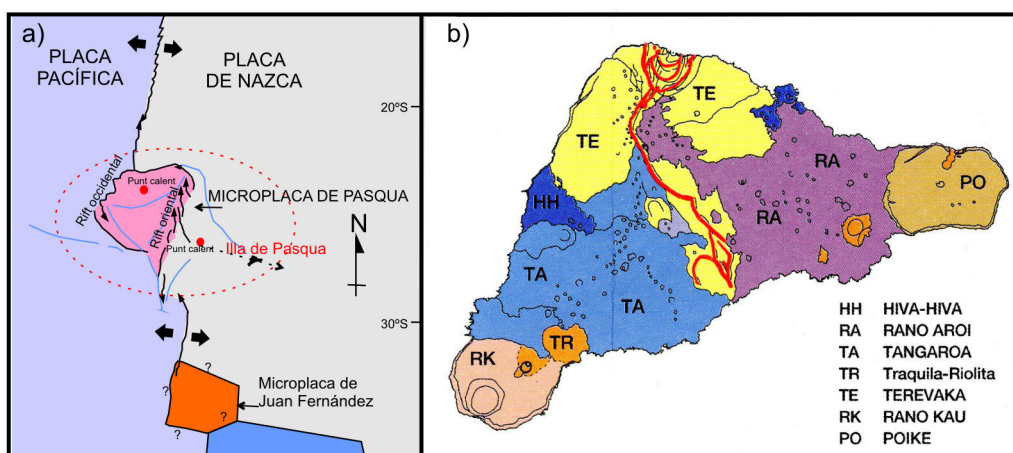 a)
PLACA
PACÍFICA
PLACA
DE NAZCA
20ºS
Rift occidental
Punt calent
MICROPLACA DE PASQUA
Rift oriental
Punt calent
Illa de Pasqua
N
30ºS
Microplaca de
Juan Fernández
?
?
?
?
?
b)
TE
TE
RA
PO
HH
RA
TA
TA
TR
RK
HH HIVA-HIVA
RA RANO AROI
TA TANGAROA
TR Traquila-Riolita
TE TEREVAKA
RK RANO KAU
PO POIKE